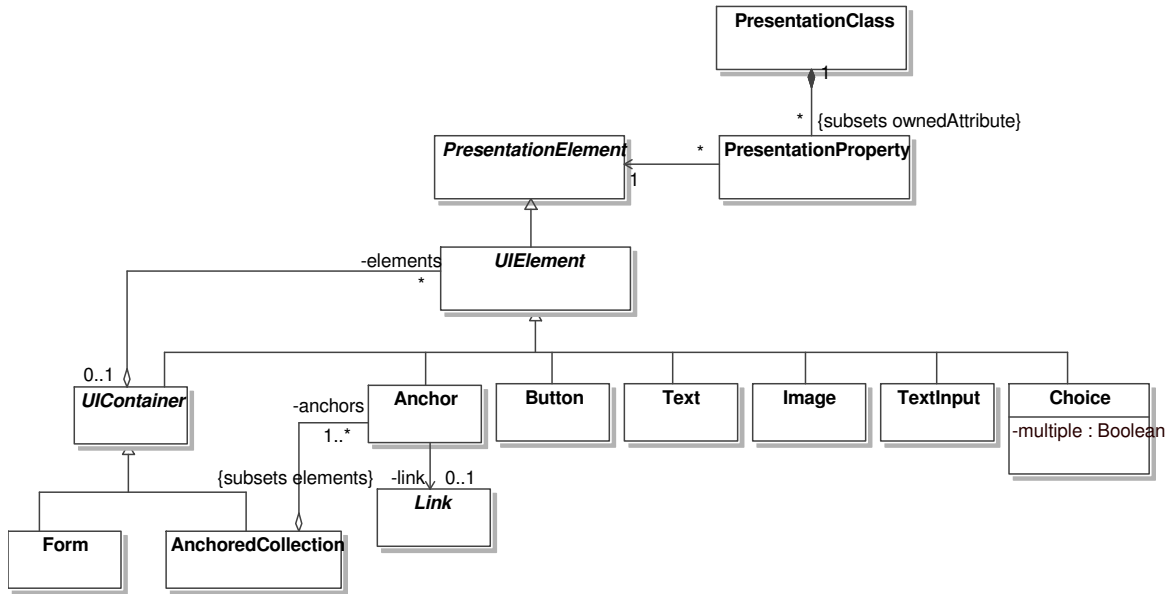 PresentationClass
1
* {subsets ownedAttribute}
PresentationElement
*
1
PresentationProperty
-elements
*
UIElement
0..1
UIContainer
-anchors
1..*
Anchor
Button
Text
Image
TextInput
Choice
-multiple : Boolean
{subsets elements}
-link
0..1
Link
Form
AnchoredCollection